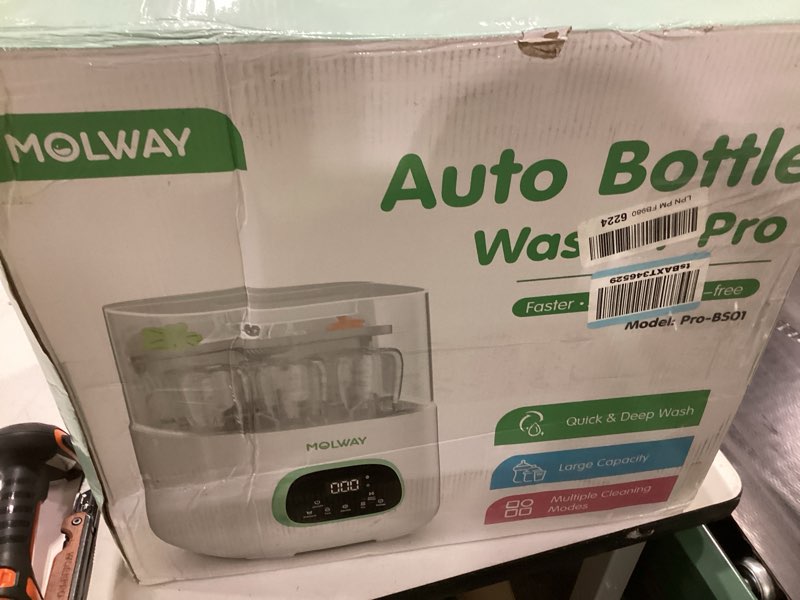 MOLWAY
Auto Bottle
Was Pro
LPN PM FB980 6224
tsBAXT346529
Faster • -free
Model: Pro-BS01
Quick & Deep Wash
Large Capacity
Multiple Cleaning
Modes
MOLWAY
000